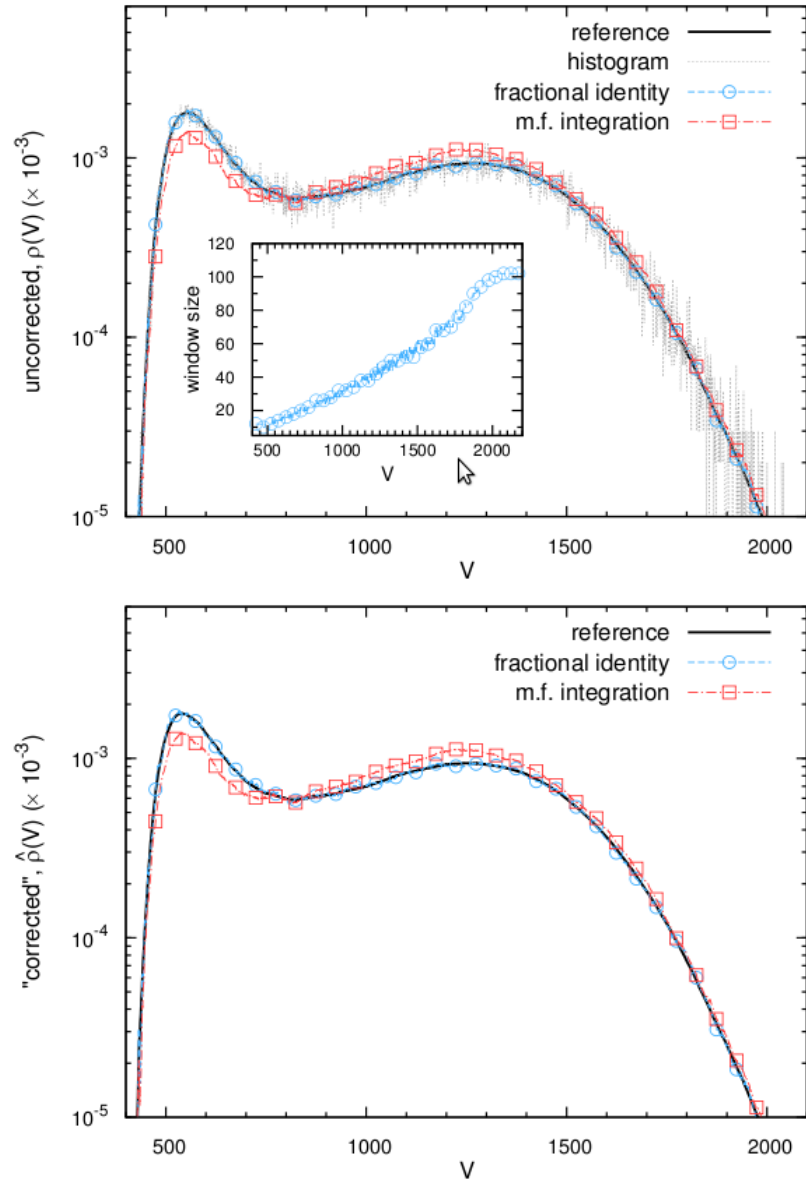 reference
histogram
fractional identity
m.f. integration
uncorrected, ρ(V) (× 10⁻³)
10⁻³
10⁻⁴
10⁻⁵
500
1000
1500
2000
V
window size
120
100
80
60
40
20
500
1000
1500
2000
V
reference
fractional identity
m.f. integration
"corrected", ρ̂(V) (× 10⁻³)
10⁻³
10⁻⁴
10⁻⁵
500
1000
1500
2000
V